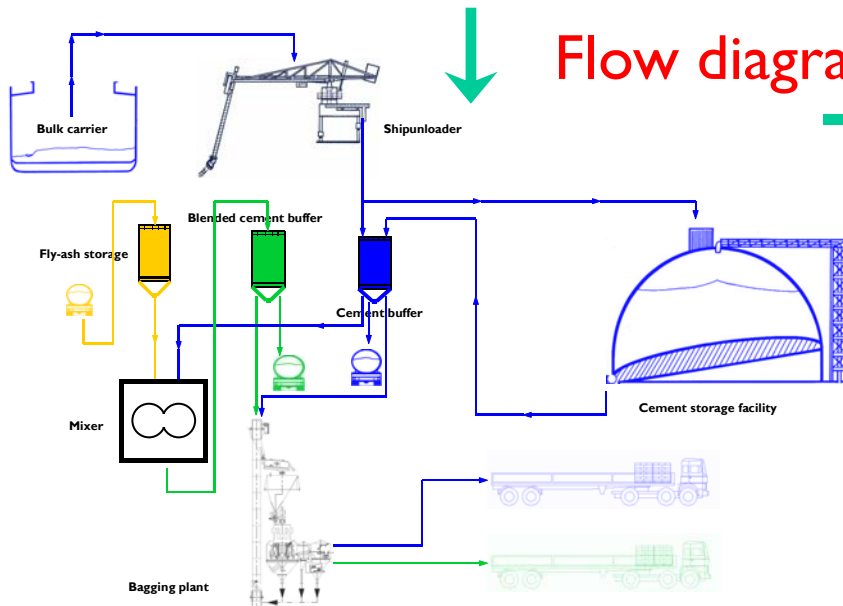 Flow diagra
Bulk carrier
Shipunloader
Blended cement buffer
Fly-ash storage
Cement buffer
Cement storage facility
Mixer
Bagging plant